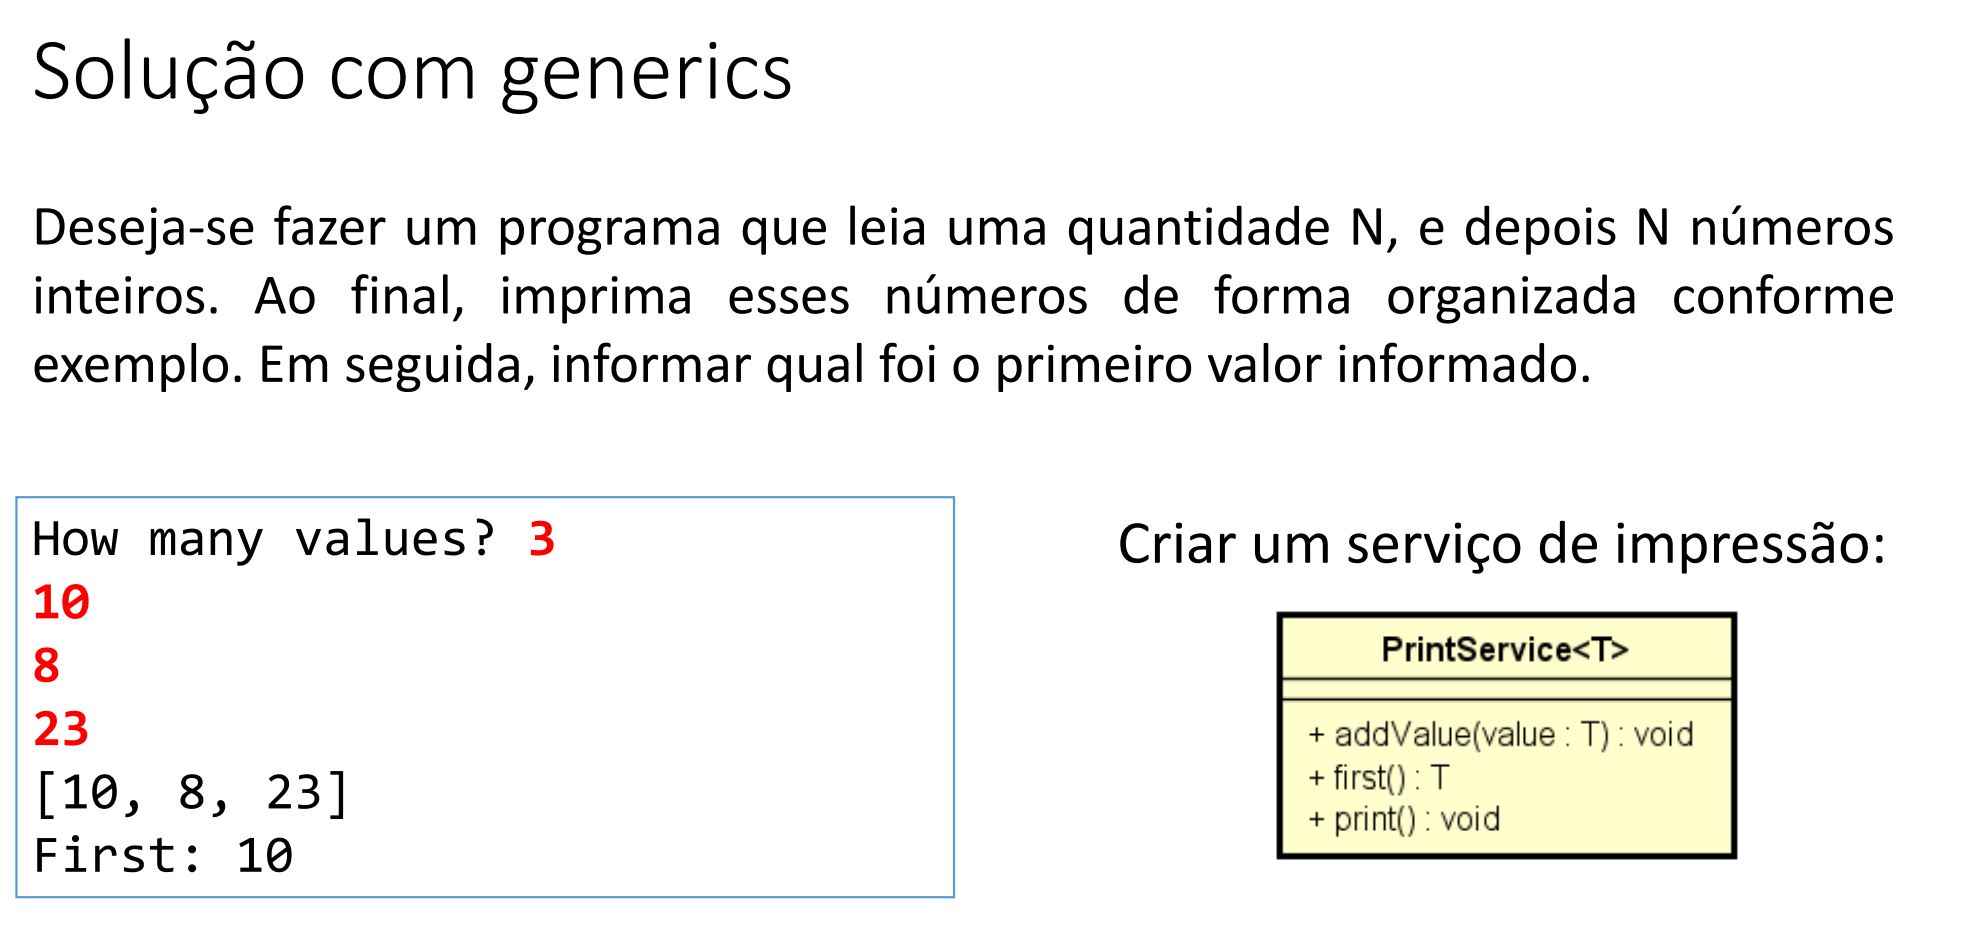 Solução com generics
Deseja-se fazer um programa que leia uma quantidade N, e depois N números
inteiros. Ao final, imprima esses números de forma organizada conforme
exemplo. Em seguida, informar qual foi o primeiro valor informado.
How many values? 3
10
8
23
[10, 8, 23]
First: 10
Criar um serviço de impressão:
PrintService<T>
+ addValue(value : T) : void
+ first() : T
+ print() : void